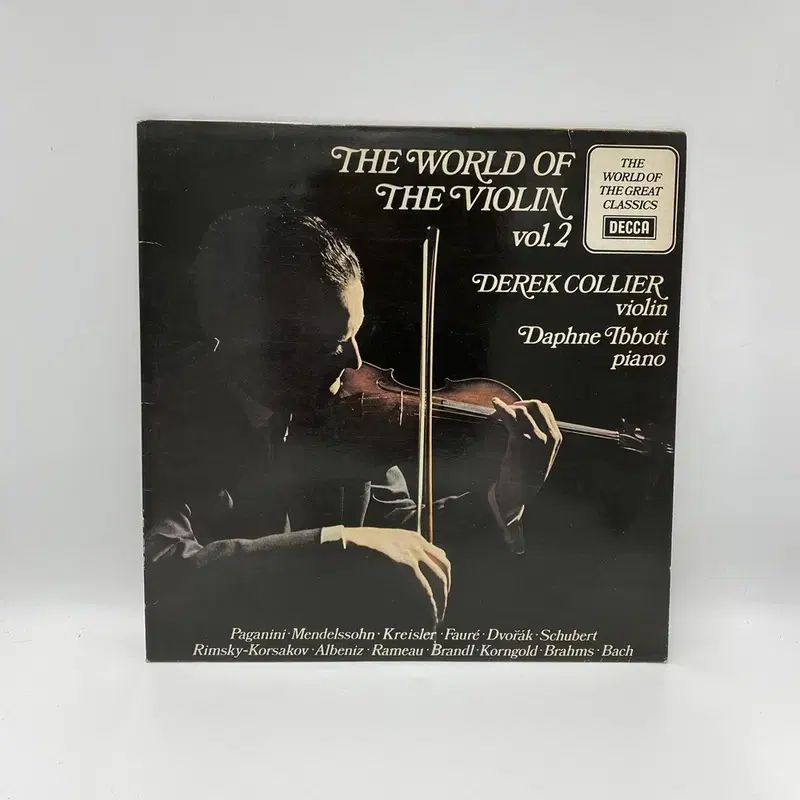 THE WORLD OF
THE VIOLIN
vol.2
THE
WORLD OF
THE GREAT
CLASSICS
DECCA
DEREK COLLIER
violin
Daphne Ibbott
piano
Paganini · Mendelssohn · Kreisler · Fauré · Dvořák · Schubert
Rimsky-Korsakov · Albeniz · Rameau · Brandl · Korngold · Brahms · Bach